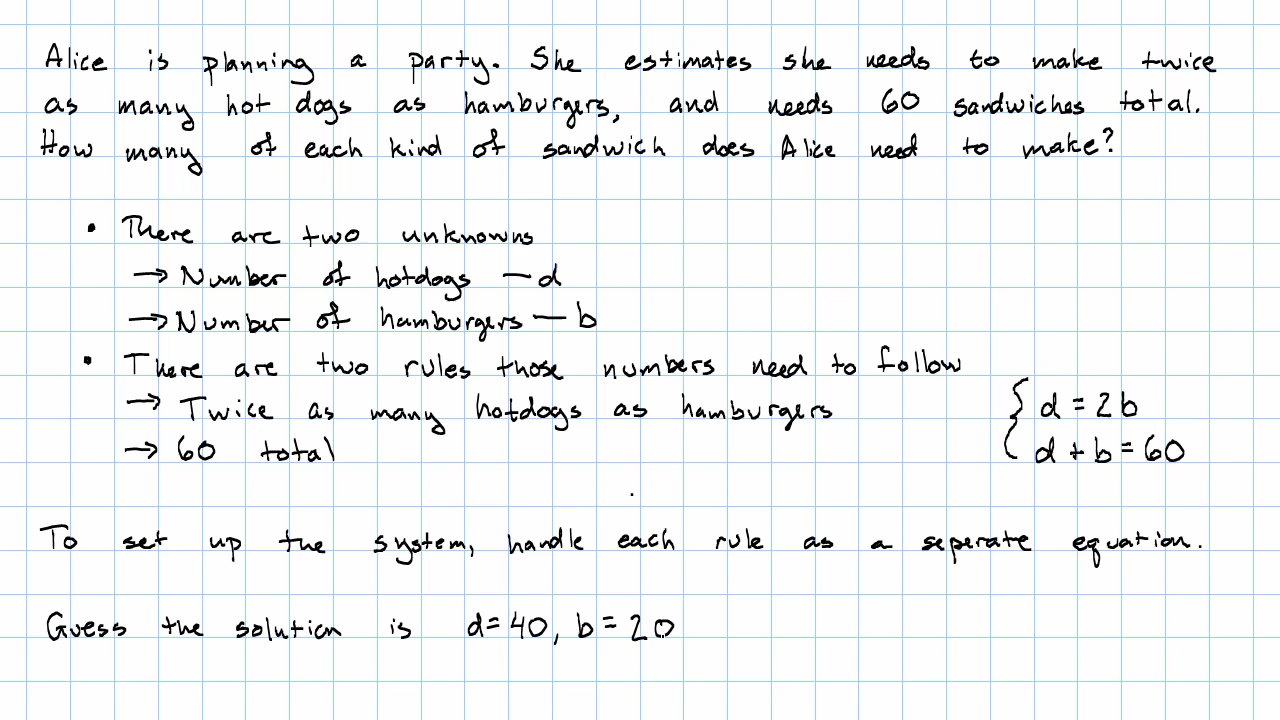 Alice is planning a party. She estimates she needs to make twice
as many hot dogs as hamburgers, and needs 60 sandwiches total.
How many of each kind of sandwich does Alice need to make?
• There are two unknowns
→ Number of hotdogs — d
→ Number of hamburgers — b
• There are two rules those numbers need to follow
→ Twice as many hotdogs as hamburgers
→ 60 total
{ d = 2b
d + b = 60
To set up the system, handle each rule as a seperate equation.
Guess the solution is d=40, b=20